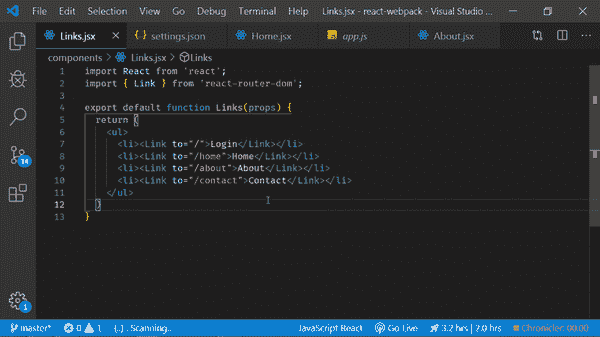 File Edit Selection View Go Debug Terminal Help Links.jsx - react-webpack - Visual Studio ...
Links.jsx settings.json Home.jsx app.js About.jsx
components > Links.jsx > Links
1 import React from 'react';
2 import { Link } from 'react-router-dom';
3
4 export default function Links(props) {
5 return (
6 <ul>
7 <li><Link to="/">Login</Link></li>
8 <li><Link to="/home">Home</Link></li>
9 <li><Link to="/about">About</Link></li>
10 <li><Link to="/contact">Contact</Link></li>
11 </ul>
12 )
13 }
14
1
master* 0 1 {..} Scanning.. JavaScript React Go Live 3.2 hrs | 2.0 hrs Chronicler 00:00